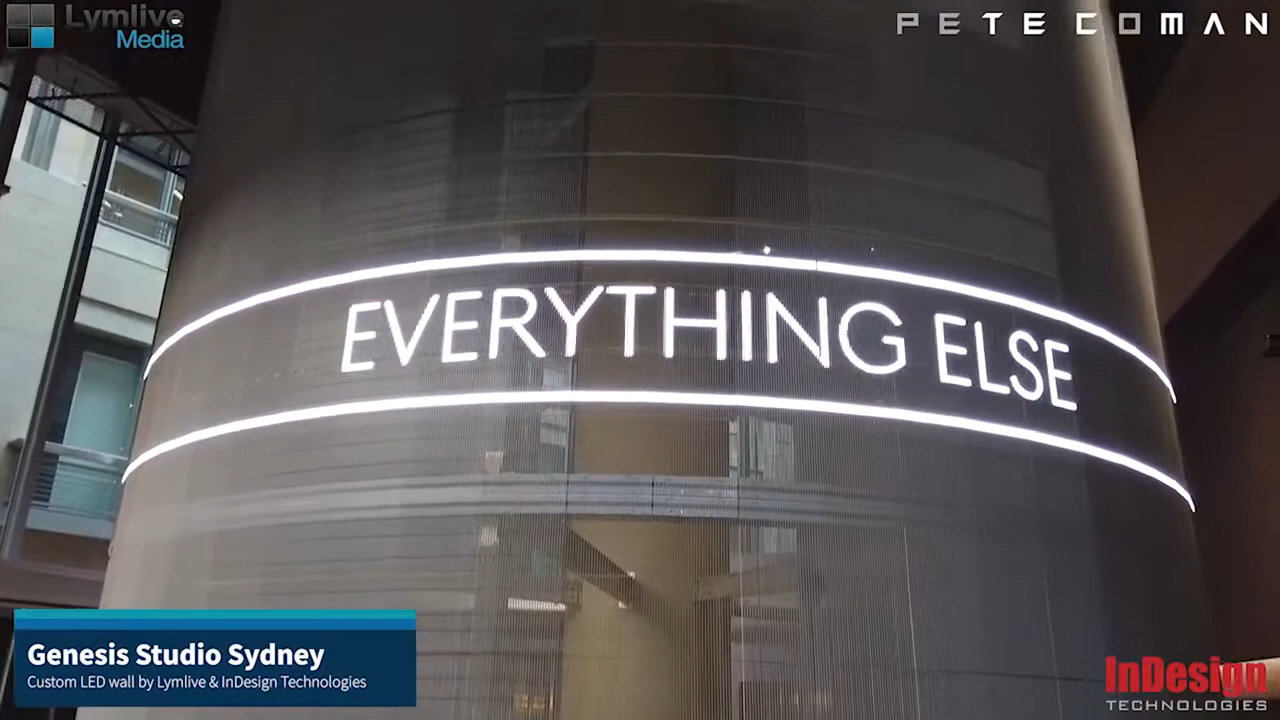 Lymlive
Media
PETE COMAN
EVERYTHING ELSE
Genesis Studio Sydney
Custom LED wall by Lymlive & InDesign Technologies
InDesign
TECHNOLOGIES